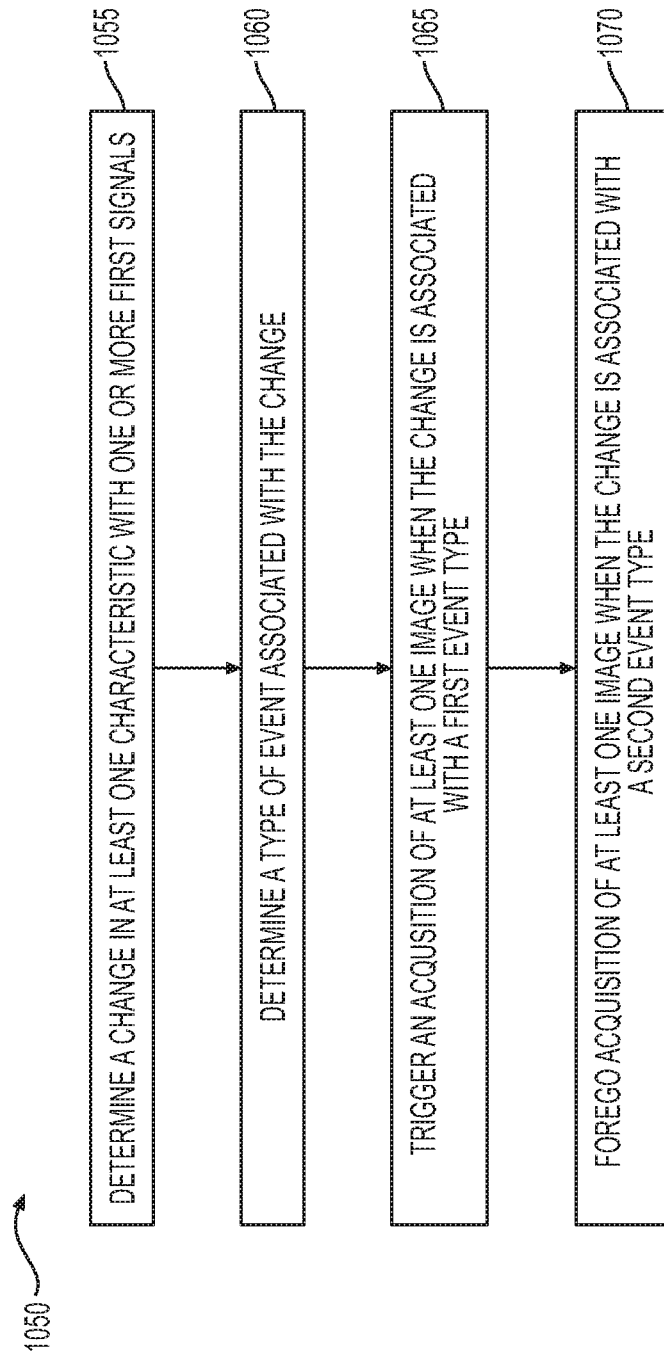 1050
DETERMINE A CHANGE IN AT LEAST ONE CHARACTERISTIC WITH ONE OR MORE FIRST SIGNALS
1055
DETERMINE A TYPE OF EVENT ASSOCIATED WITH THE CHANGE
1060
TRIGGER AN ACQUSITION OF AT LEAST ONE IMAGE WHEN THE CHANGE IS ASSOCIATED
WITH A FIRST EVENT TYPE
1065
FOREGO ACQUISITION OF AT LEAST ONE IMAGE WHEN THE CHANGE IS ASSOCIATED WITH
A SECOND EVENT TYPE
1070